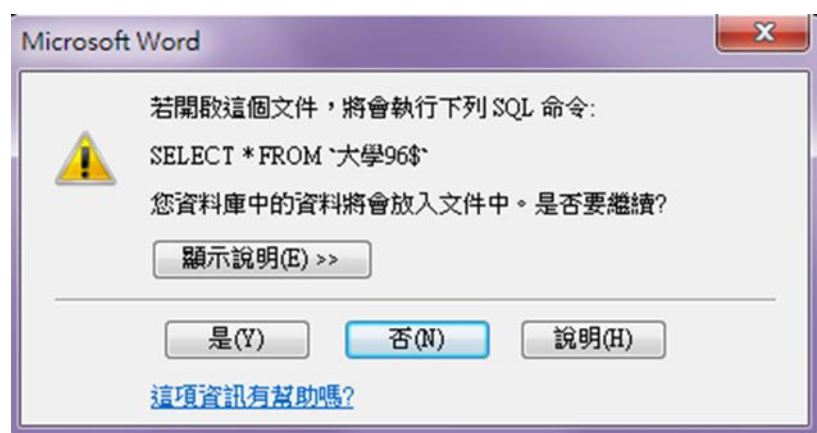 Microsoft Word
若開啟這個文件，將會執行下列 SQL 命令:
SELECT * FROM `大學96$`
您資料庫中的資料將會放入文件中。是否要繼續?
顯示說明(E) >>
是(Y) 否(N) 說明(H)
這項資訊有幫助嗎?